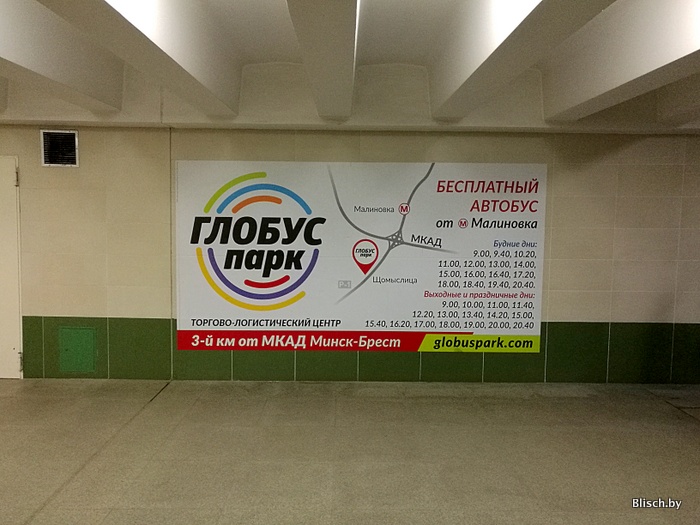 ГЛОБУС
парк
ТОРГОВО-ЛОГИСТИЧЕСКИЙ ЦЕНТР
3-й км от МКАД Минск-Брест
Малиновка М
МКАД
ГЛОБУС
парк
Щомыслица
БЕСПЛАТНЫЙ
АВТОБУС
от М Малиновка
Будние дни:
9.00, 9.40, 10.20,
11.00, 12.00, 13.00, 14.00,
15.00, 16.00, 16.40, 17.20,
18.00, 18.40, 19.40, 20.40.
Выходные и праздничные дни:
9.00, 10.00, 11.00, 11.40,
12.20, 13.00, 13.40, 14.20, 15.00,
15.40, 16.20, 17.00, 18.00, 19.00, 20.00, 20.40
globuspark.com
Blisch.by